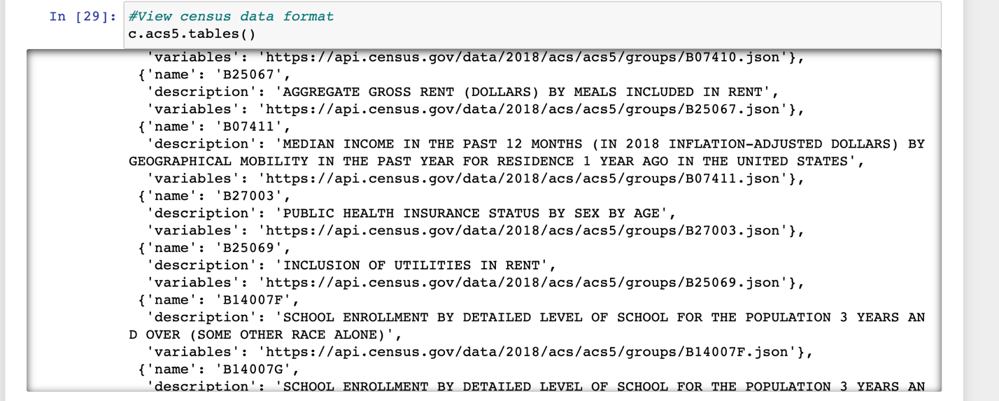 In [29]: #View census data format
c.acs5.tables()
'variables': 'https://api.census.gov/data/2018/acs/acs5/groups/B07410.json'},
{'name': 'B25067',
'description': 'AGGREGATE GROSS RENT (DOLLARS) BY MEALS INCLUDED IN RENT',
'variables': 'https://api.census.gov/data/2018/acs/acs5/groups/B25067.json'},
{'name': 'B07411',
'description': 'MEDIAN INCOME IN THE PAST 12 MONTHS (IN 2018 INFLATION-ADJUSTED DOLLARS) BY
GEOGRAPHICAL MOBILITY IN THE PAST YEAR FOR RESIDENCE 1 YEAR AGO IN THE UNITED STATES',
'variables': 'https://api.census.gov/data/2018/acs/acs5/groups/B07411.json'},
{'name': 'B27003',
'description': 'PUBLIC HEALTH INSURANCE STATUS BY SEX BY AGE',
'variables': 'https://api.census.gov/data/2018/acs/acs5/groups/B27003.json'},
{'name': 'B25069',
'description': 'INCLUSION OF UTILITIES IN RENT',
'variables': 'https://api.census.gov/data/2018/acs/acs5/groups/B25069.json'},
{'name': 'B14007F',
'description': 'SCHOOL ENROLLMENT BY DETAILED LEVEL OF SCHOOL FOR THE POPULATION 3 YEARS AN
D OVER (SOME OTHER RACE ALONE)',
'variables': 'https://api.census.gov/data/2018/acs/acs5/groups/B14007F.json'},
{'name': 'B14007G',
'description': 'SCHOOL ENROLLMENT BY DETAILED LEVEL OF SCHOOL FOR THE POPULATION 3 YEARS AN